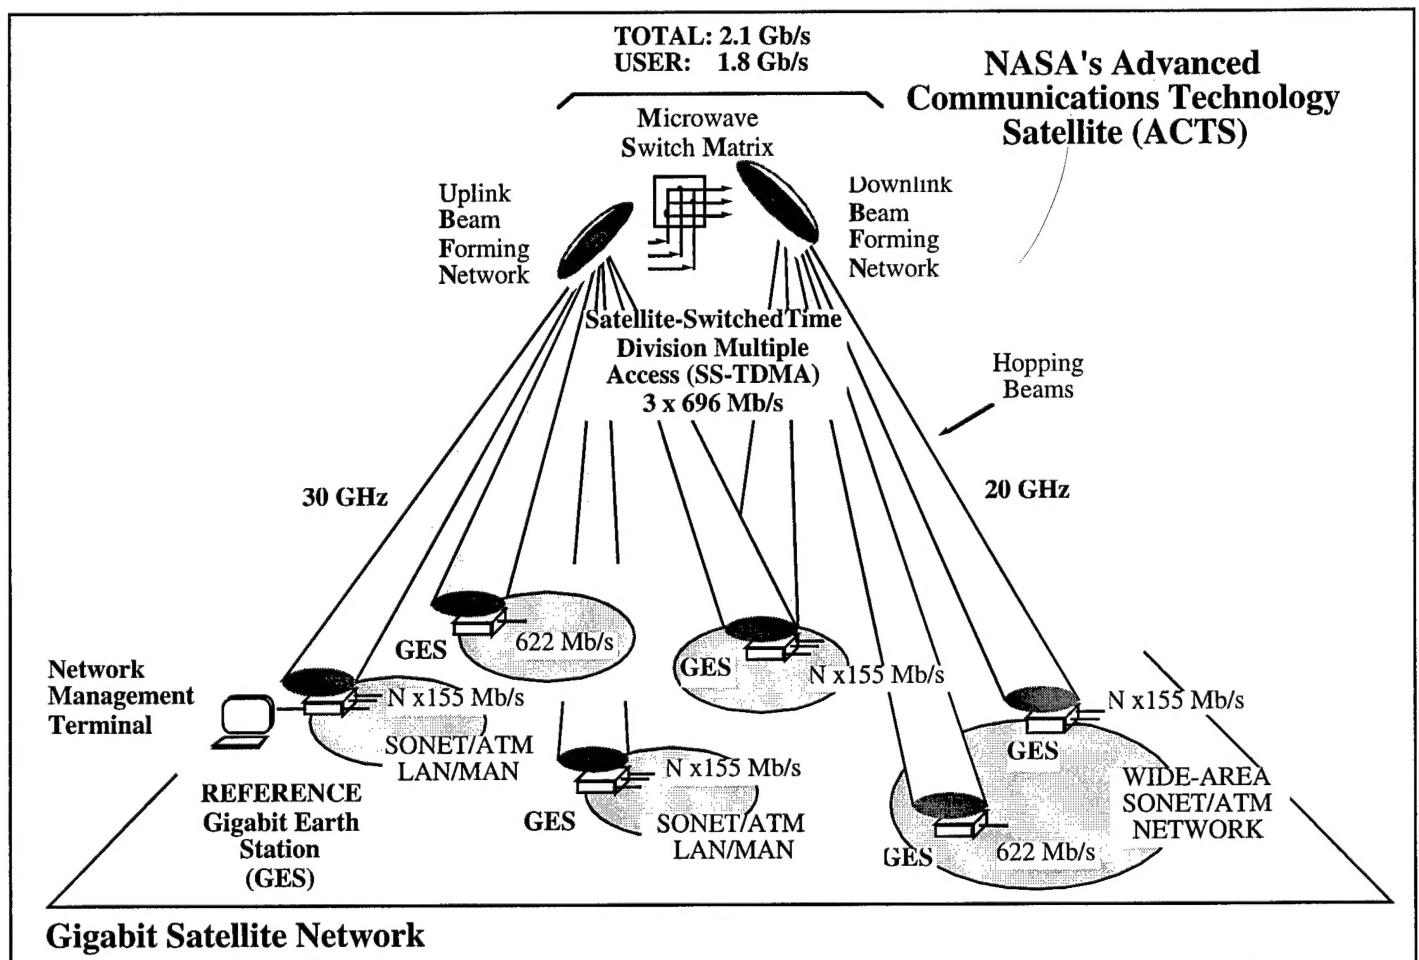 TOTAL: 2.1 Gb/s
USER: 1.8 Gb/s
NASA's Advanced
Communications Technology
Satellite (ACTS)
Microwave
Switch Matrix
Uplink
Beam
Forming
Network
Downlink
Beam
Forming
Network
Satellite-SwitchedTime
Division Multiple
Access (SS-TDMA)
3 x 696 Mb/s
Hopping
Beams
30 GHz
20 GHz
GES
622 Mb/s
GES
N x155 Mb/s
Network
Management
Terminal
N x155 Mb/s
SONET/ATM
LAN/MAN
N x155 Mb/s
GES
WIDE-AREA
SONET/ATM
NETWORK
REFERENCE
Gigabit Earth
Station
(GES)
GES
N x155 Mb/s
SONET/ATM
LAN/MAN
GES
622 Mb/s
Gigabit Satellite Network